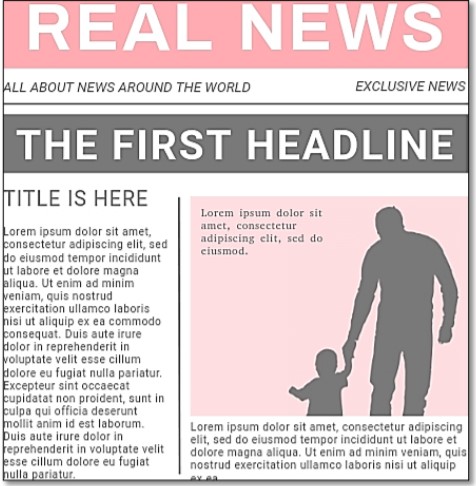 REAL NEWS
ALL ABOUT NEWS AROUND THE WORLD
EXCLUSIVE NEWS
THE FIRST HEADLINE
TITLE IS HERE
Lorem ipsum dolor sit amet,
consectetur adipiscing elit, sed
do eiusmod tempor incididunt
ut labore et dolore magna
aliqua. Ut enim ad minim
veniam, quis nostrud
exercitation ullamco laboris
nisi ut aliquip ex ea commodo
consequat. Duis aute irure
dolor in reprehenderit in
voluptate velit esse cillum
dolore eu fugiat nulla pariatur.
Excepteur sint occaecat
cupidatat non proident, sunt in
culpa qui officia deserunt
mollit anim id est laborum.
Duis aute irure dolor in
reprehenderit in voluptate velit
esse cillum dolore eu fugiat
nulla pariatur.
Lorem ipsum dolor sit
amet, consectetur
adipiscing elit, sed do
eiusmod.
Lorem ipsum dolor sit amet, consectetur adipiscing
elit, sed do eiusmod tempor incididunt ut labore et
dolore magna aliqua. Ut enim ad minim veniam, quis
nostrud exercitation ullamco laboris nisi ut aliquip
ex ea